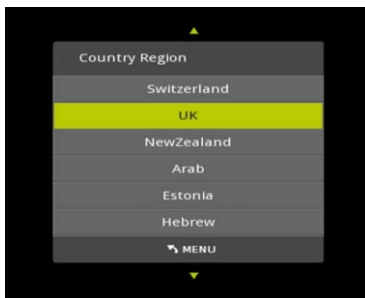 Country Region
Switzerland
UK
NewZealand
Arab
Estonia
Hebrew
MENU